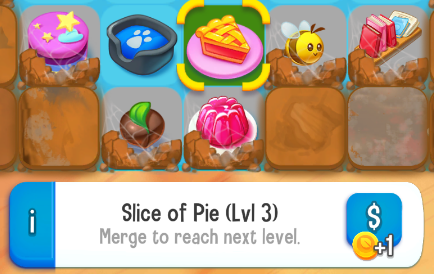 i
Slice of Pie (Lvl 3)
$
Merge to reach next level.
+1